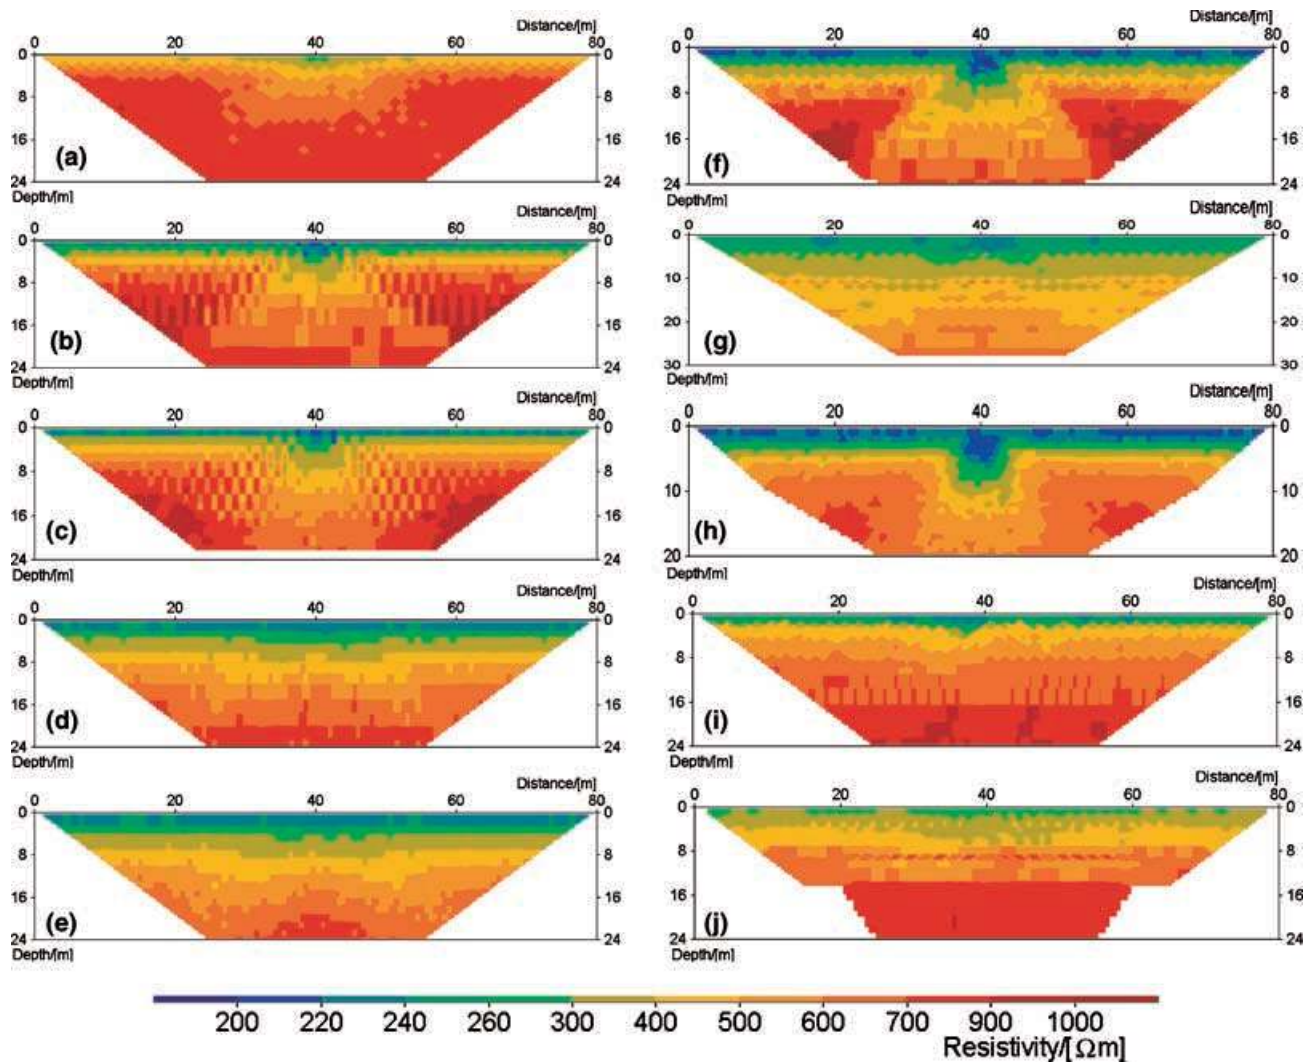 Distance/[m]
0 20 40 60 80
0 0
8 8
16 16
24 24
(a)
Depth/[m]
Distance/[m]
0 20 40 60 80
0 0
8 8
16 16
24 24
(b)
Depth/[m]
Distance/[m]
0 20 40 60 80
0 0
8 8
16 16
24 24
(c)
Depth/[m]
Distance/[m]
0 20 40 60 80
0 0
8 8
16 16
24 24
(d)
Depth/[m]
Distance/[m]
0 20 40 60 80
0 0
8 8
16 16
24 24
(e)
Depth/[m]
Distance/[m]
0 20 40 60 80
0 0
8 8
16 16
24 24
(f)
Depth/[m]
Distance/[m]
0 20 40 60 80
0 0
10 10
20 20
30 30
(g)
Depth/[m]
Distance/[m]
0 20 40 60 80
0 0
10 10
20 20
(h)
Depth/[m]
Distance/[m]
0 20 40 60 80
0 0
8 8
16 16
24 24
(i)
Depth/[m]
Distance/[m]
0 20 40 60 80
0 0
8 8
16 16
24 24
(j)
Depth/[m]
200 220 240 260 300 400 500 600 700 900 1000
Resistivity/[Ωm]